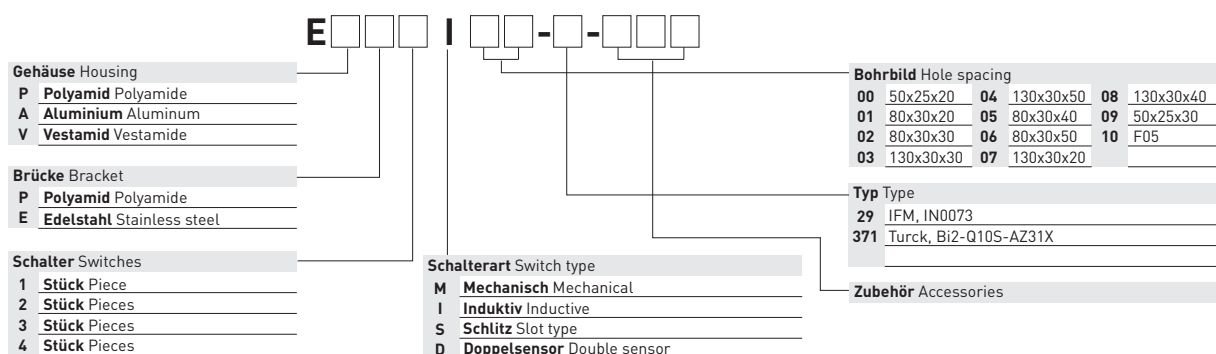 E I - -
Gehäuse Housing
P Polyamid Polyamide
A Aluminium Aluminum
V Vestamid Vestamide
Brücke Bracket
P Polyamid Polyamide
E Edelstahl Stainless steel
Schalter Switches
1 Stück Piece
2 Stück Pieces
3 Stück Pieces
4 Stück Pieces
Schalterart Switch type
M Mechanisch Mechanical
I Induktiv Inductive
S Schlitz Slot type
D Doppelsensor Double sensor
Bohrbild Hole spacing
00 50x25x20 04 130x30x50 08 130x30x40
01 80x30x20 05 80x30x40 09 50x25x30
02 80x30x30 06 80x30x50 10 F05
03 130x30x30 07 130x30x20
Typ Type
29 IFM, IN0073
371 Turck, Bi2-Q10S-AZ31X
Zubehör Accessories